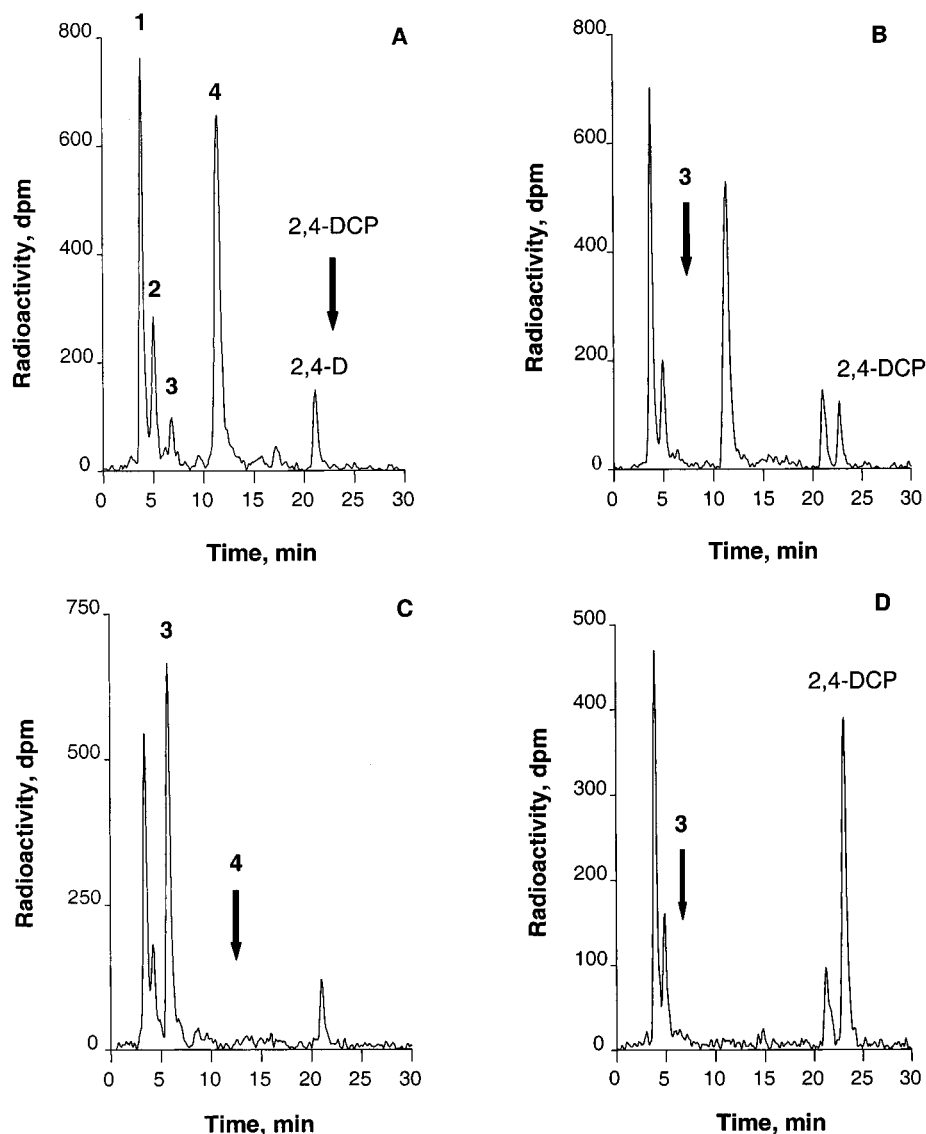 A
1
4
2
3
2,4-DCP
2,4-D
800
600
400
200
0
0 5 10 15 20 25 30
Radioactivity, dpm
Time, min
B
3
2,4-DCP
800
600
400
200
0
0 5 10 15 20 25 30
Radioactivity, dpm
Time, min
C
3
4
750
500
250
0
0 5 10 15 20 25 30
Radioactivity, dpm
Time, min
D
2,4-DCP
3
500
400
300
200
100
0
0 5 10 15 20 25 30
Radioactivity, dpm
Time, min